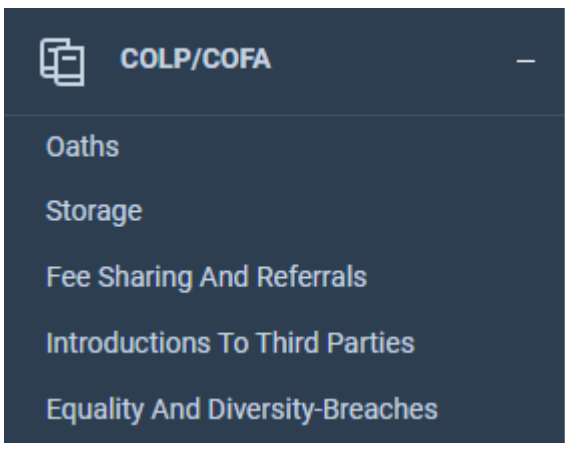 COLP/COFA –
Oaths
Storage
Fee Sharing And Referrals
Introductions To Third Parties
Equality And Diversity-Breaches